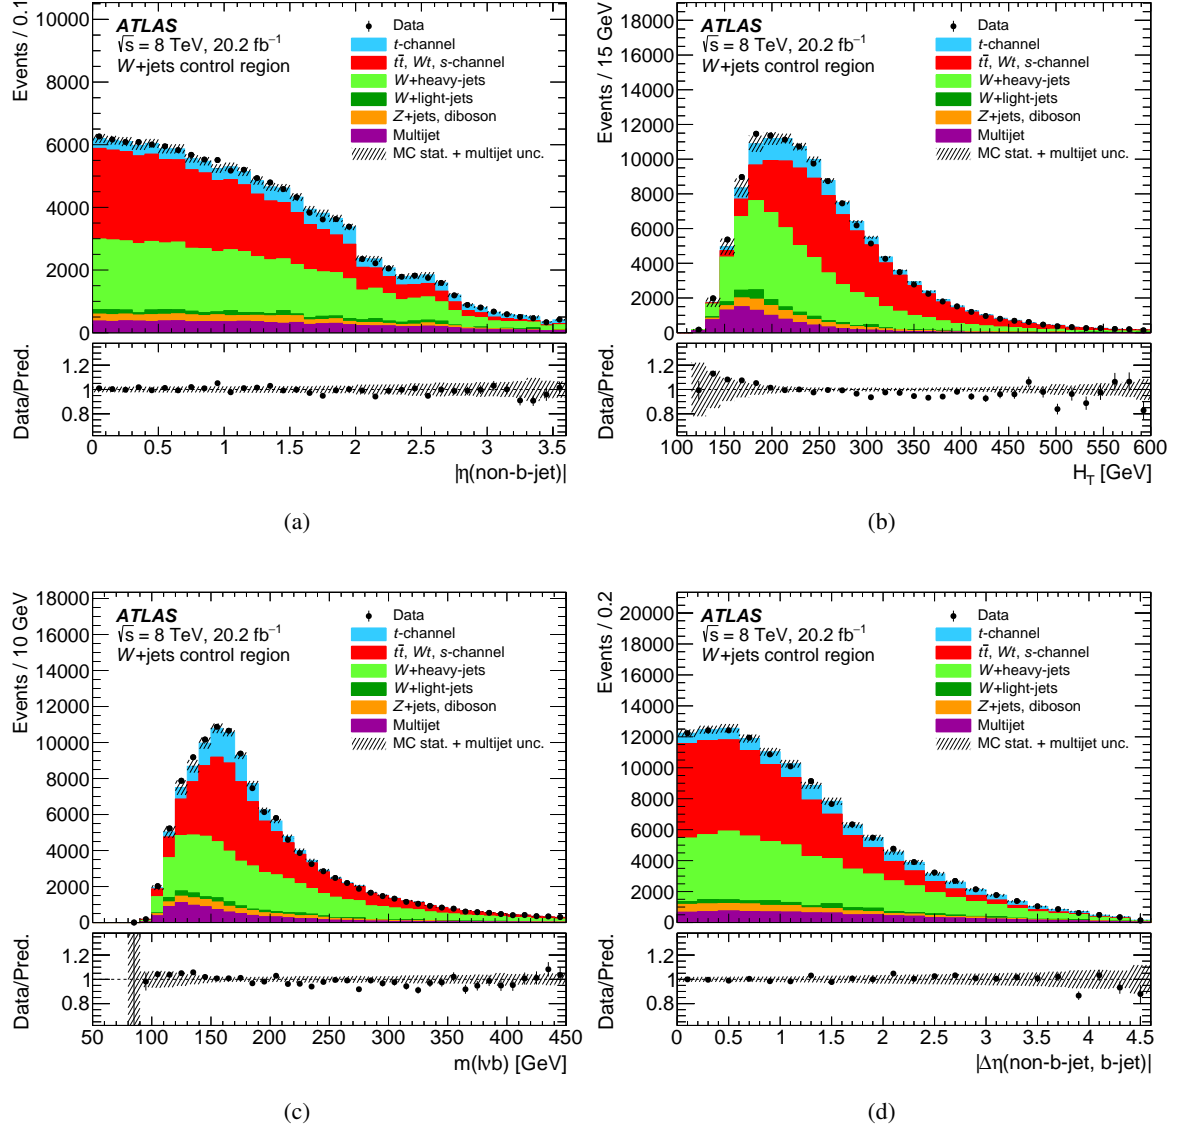 Events / 0.1
10000
8000
6000
4000
2000
0
ATLAS
√s = 8 TeV, 20.2 fb⁻¹
W+jets control region
Data
t-channel
tt̄, Wt, s-channel
W+heavy-jets
W+light-jets
Z+jets, diboson
Multijet
MC stat. + multijet unc.
Data/Pred.
1.2
1
0.8
0 0.5 1 1.5 2 2.5 3 3.5
|η(non-b-jet)|
(a)
Events / 15 GeV
18000
16000
14000
12000
10000
8000
6000
4000
2000
0
ATLAS
√s = 8 TeV, 20.2 fb⁻¹
W+jets control region
Data
t-channel
tt̄, Wt, s-channel
W+heavy-jets
W+light-jets
Z+jets, diboson
Multijet
MC stat. + multijet unc.
Data/Pred.
1.2
1
0.8
100 150 200 250 300 350 400 450 500 550 600
H_T [GeV]
(b)
Events / 10 GeV
18000
16000
14000
12000
10000
8000
6000
4000
2000
0
ATLAS
√s = 8 TeV, 20.2 fb⁻¹
W+jets control region
Data
t-channel
tt̄, Wt, s-channel
W+heavy-jets
W+light-jets
Z+jets, diboson
Multijet
MC stat. + multijet unc.
Data/Pred.
1.2
1
0.8
50 100 150 200 250 300 350 400 450
m(lνb) [GeV]
(c)
Events / 0.2
20000
18000
16000
14000
12000
10000
8000
6000
4000
2000
0
ATLAS
√s = 8 TeV, 20.2 fb⁻¹
W+jets control region
Data
t-channel
tt̄, Wt, s-channel
W+heavy-jets
W+light-jets
Z+jets, diboson
Multijet
MC stat. + multijet unc.
Data/Pred.
1.2
1
0.8
0 0.5 1 1.5 2 2.5 3 3.5 4 4.5
|Δη(non-b-jet, b-jet)|
(d)